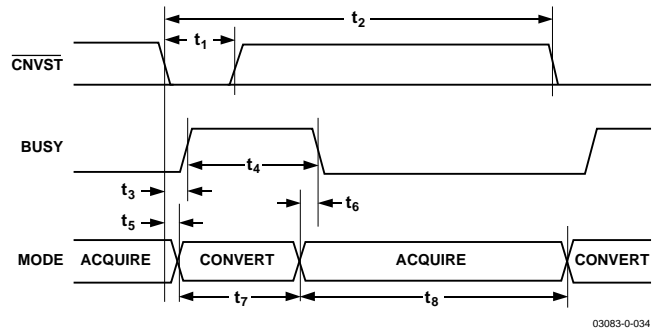 t2
t1
CNVST
BUSY
t4
t3
t6
t5
MODE ACQUIRE CONVERT ACQUIRE CONVERT
t7 t8
03083-0-034